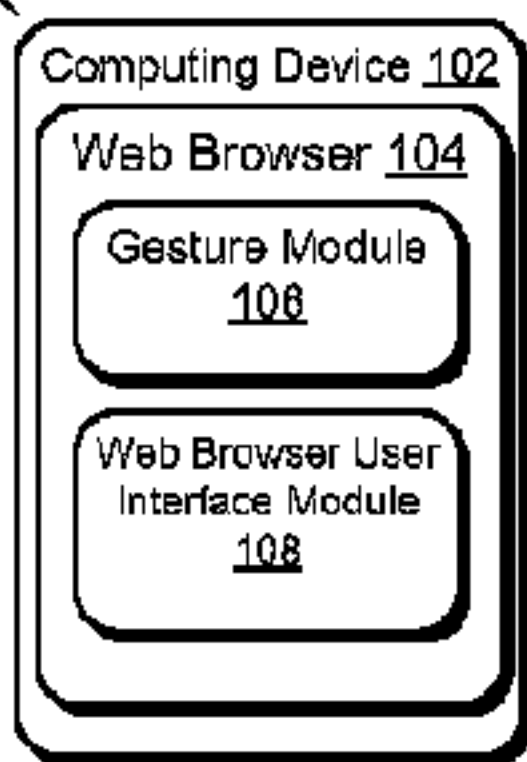 Computing Device 102
Web Browser 104
Gesture Module
106
Web Browser User
Interface Module
108